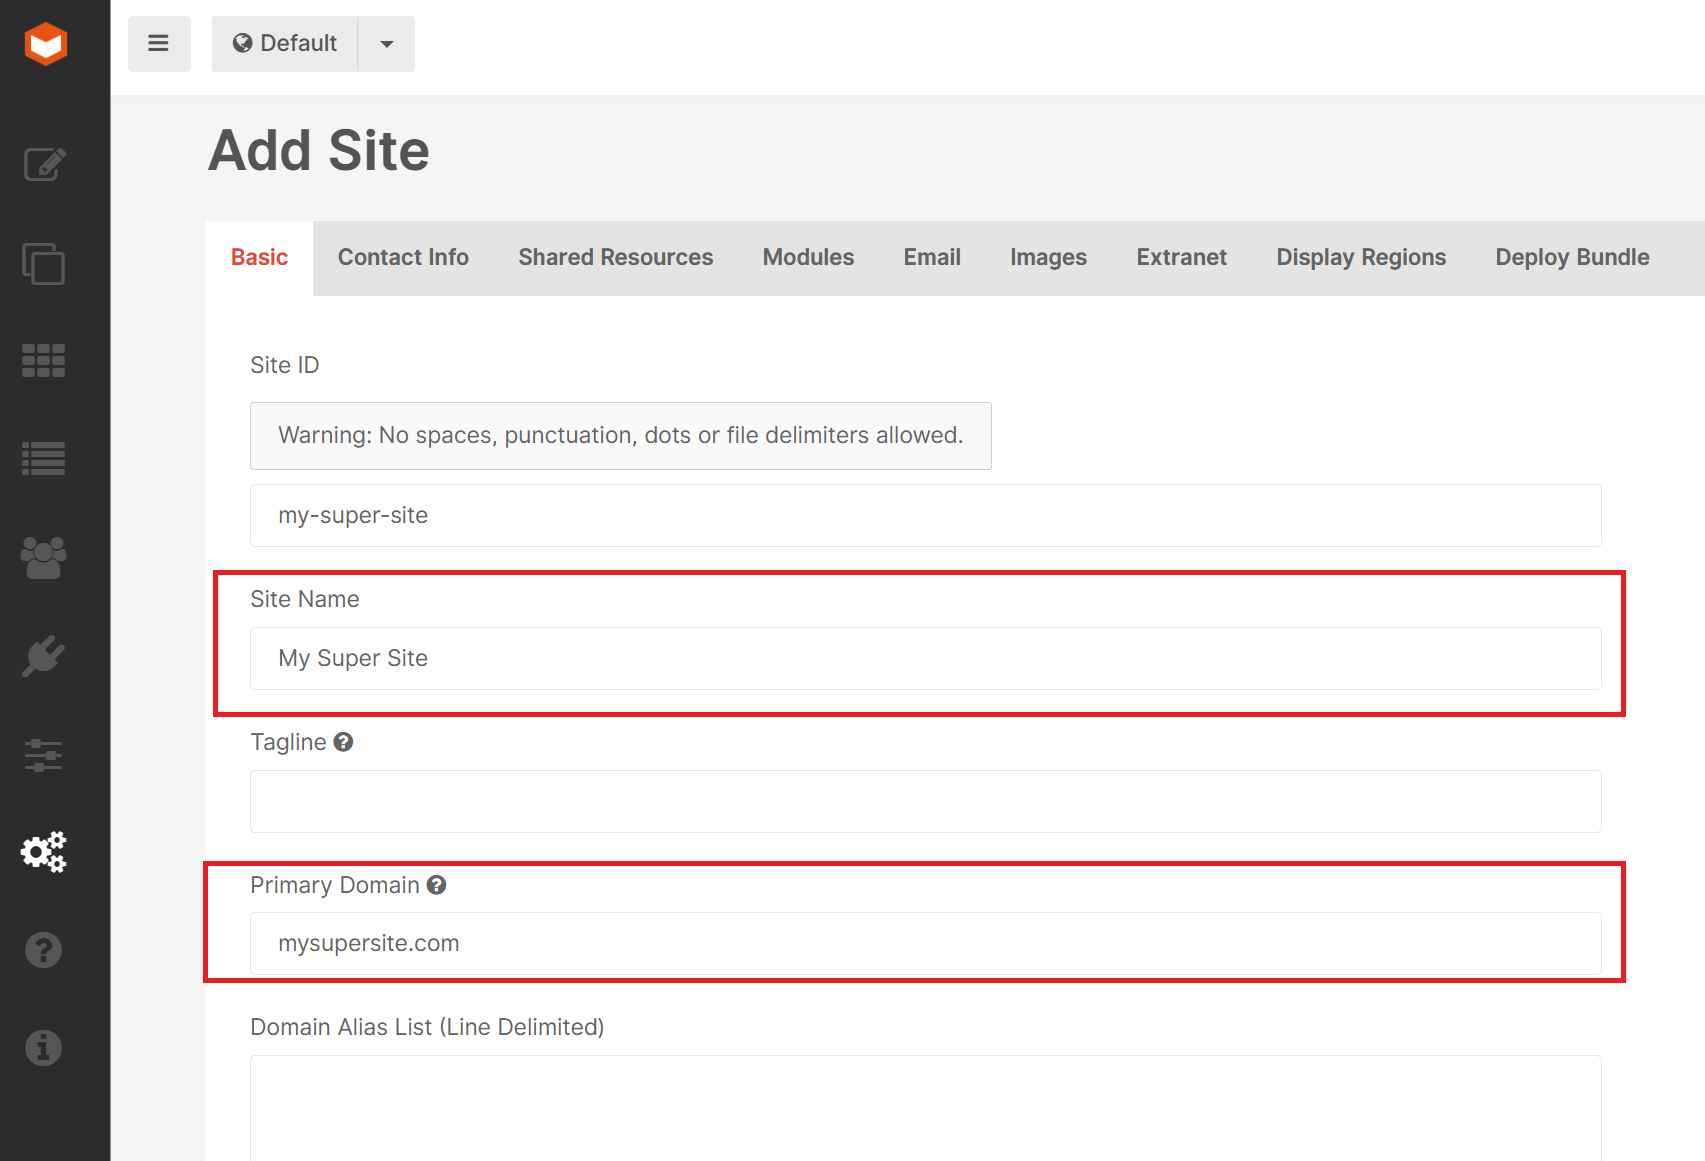 Default
Add Site
Basic Contact Info Shared Resources Modules Email Images Extranet Display Regions Deploy Bundle
Site ID
Warning: No spaces, punctuation, dots or file delimiters allowed.
my-super-site
Site Name
My Super Site
Tagline
Primary Domain
mysupersite.com
Domain Alias List (Line Delimited)